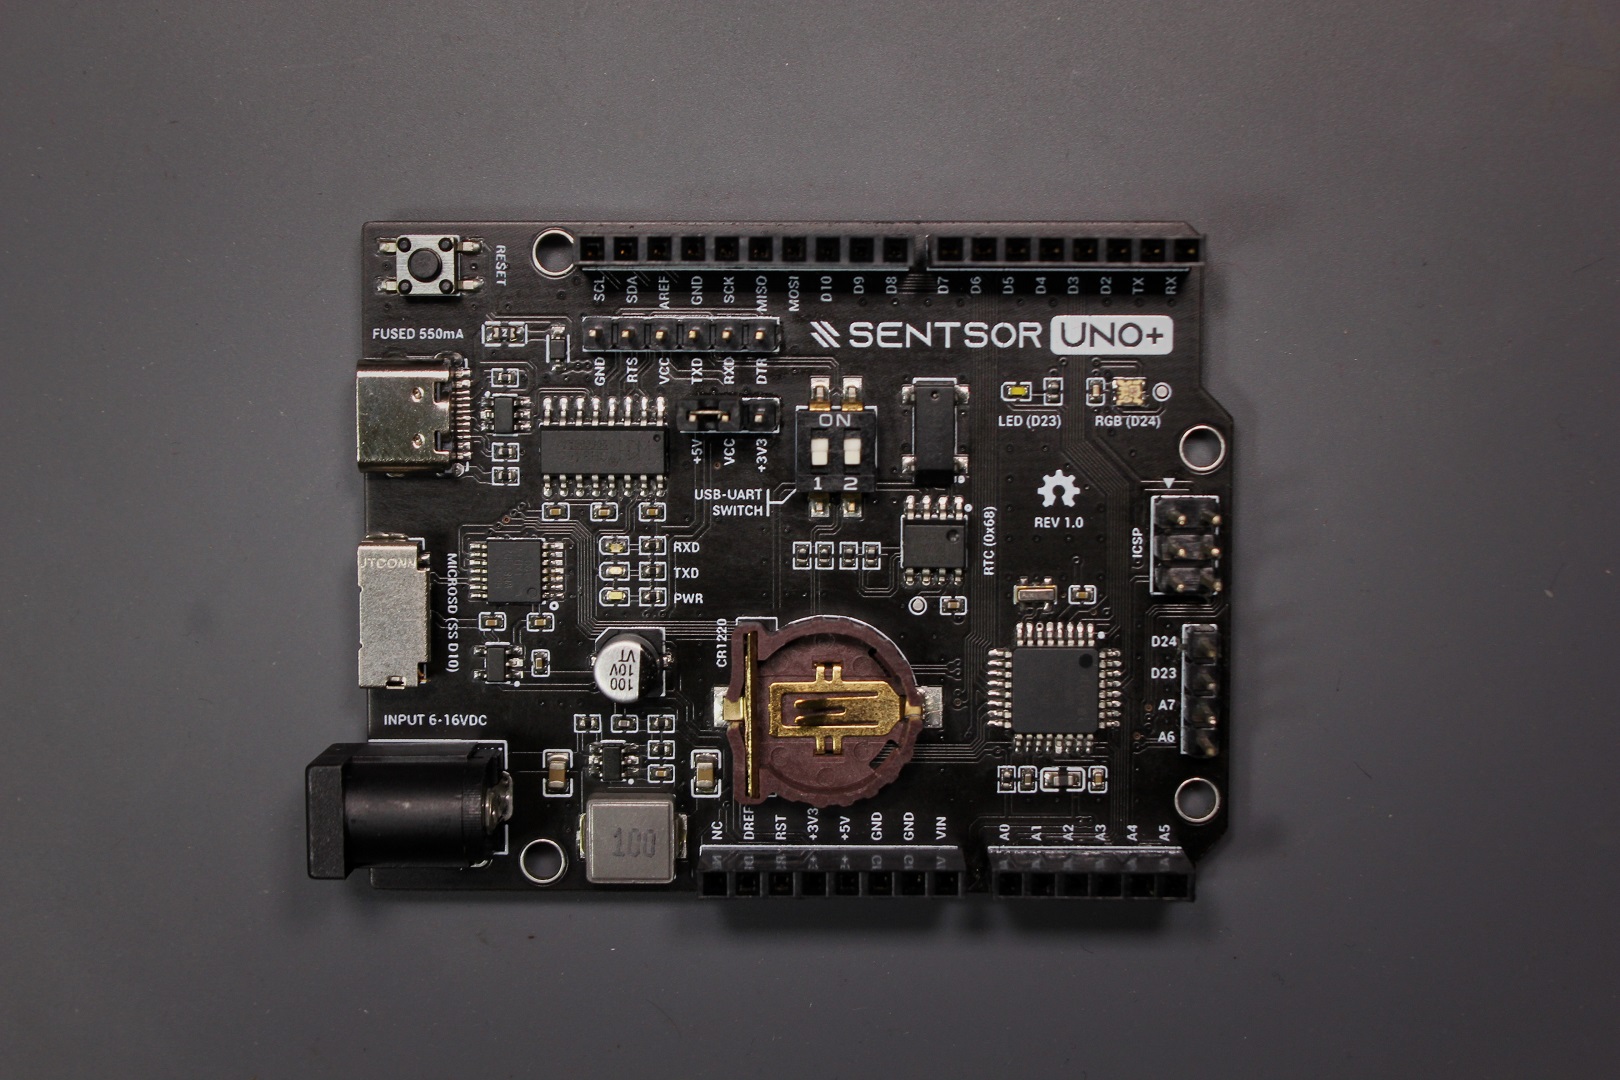 RESET
SCL SDA AREF GND SCK MISO MOSI D10 D9 D8 D7 D6 D5 D4 D3 D2 TX RX
FUSED 550mA
SENTSOR UNO+
GND RTS VCC TXD RXD DTR
ON
1 2
+5V VCC +3V3
LED (D23)
RGB (D24)
USB-UART
SWITCH
REV 1.0
ICSP
RTC (0x68)
JTCONN
MICROSD (SS D10)
RXD
TXD
PWR
CR1220
100
10V
VT
D24
D23
A7
A6
INPUT 6-16VDC
100
NC DREF RST +3V3 +5V GND GND VIN
A0 A1 A2 A3 A4 A5